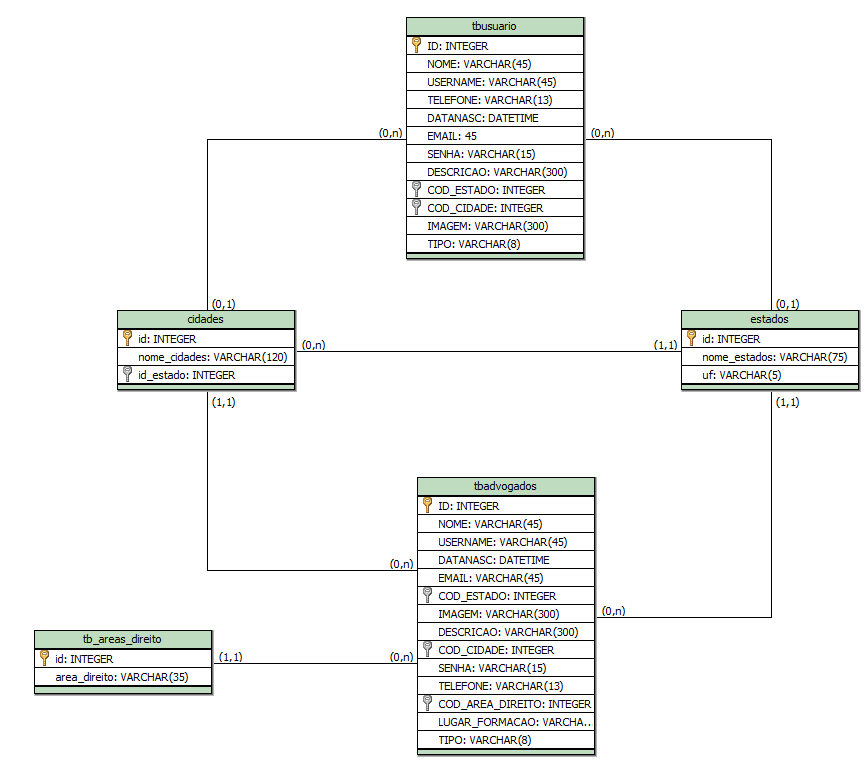 tbusuario
ID: INTEGER
NOME: VARCHAR(45)
USERNAME: VARCHAR(45)
TELEFONE: VARCHAR(13)
DATANASC: DATETIME
EMAIL: 45
SENHA: VARCHAR(15)
DESCRICAO: VARCHAR(300)
COD_ESTADO: INTEGER
COD_CIDADE: INTEGER
IMAGEM: VARCHAR(300)
TIPO: VARCHAR(8)
(0,n)
(0,n)
(0,1)
(0,1)
cidades
id: INTEGER
nome_cidades: VARCHAR(120)
id_estado: INTEGER
(0,n)
(1,1)
estados
id: INTEGER
nome_estados: VARCHAR(75)
uf: VARCHAR(5)
(1,1)
(1,1)
tbadvogados
ID: INTEGER
NOME: VARCHAR(45)
USERNAME: VARCHAR(45)
DATANASC: DATETIME
EMAIL: VARCHAR(45)
COD_ESTADO: INTEGER
IMAGEM: VARCHAR(300)
DESCRICAO: VARCHAR(300)
COD_CIDADE: INTEGER
SENHA: VARCHAR(15)
TELEFONE: VARCHAR(13)
COD_AREA_DIREITO: INTEGER
LUGAR_FORMACAO: VARCHA..
TIPO: VARCHAR(8)
(0,n)
(0,n)
tb_areas_direito
id: INTEGER
area_direito: VARCHAR(35)
(1,1)
(0,n)